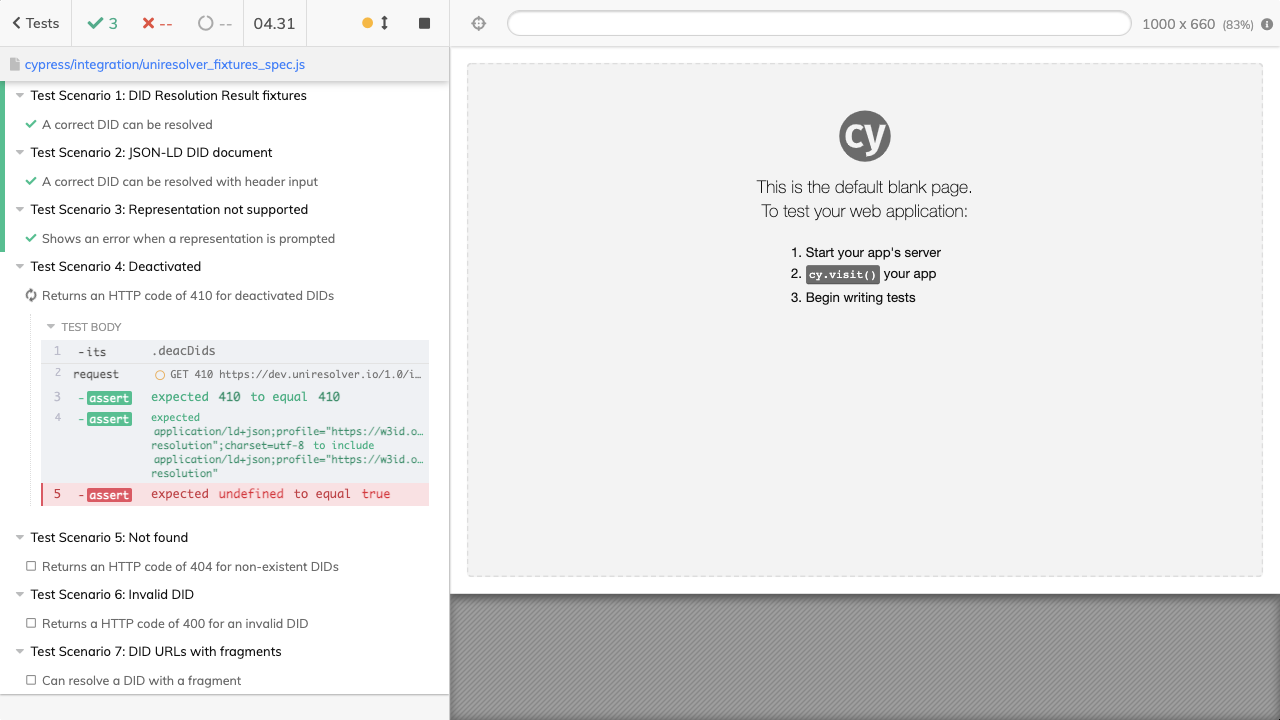 Tests
3
--
--
04.31
1000 x 660 (83%)
cypress/integration/uniresolver_fixtures_spec.js
Test Scenario 1: DID Resolution Result fixtures
A correct DID can be resolved
Test Scenario 2: JSON-LD DID document
A correct DID can be resolved with header input
Test Scenario 3: Representation not supported
Shows an error when a representation is prompted
Test Scenario 4: Deactivated
Returns an HTTP code of 410 for deactivated DIDs
TEST BODY
1 -its .deacDids
2 request GET 410 https://dev.uniresolver.io/1.0/i…
3 -assert expected 410 to equal 410
4 -assert expected
application/ld+json;profile="https://w3id.o…
resolution";charset=utf-8 to include
application/ld+json;profile="https://w3id.o…
resolution"
5 -assert expected undefined to equal true
Test Scenario 5: Not found
Returns an HTTP code of 404 for non-existent DIDs
Test Scenario 6: Invalid DID
Returns a HTTP code of 400 for an invalid DID
Test Scenario 7: DID URLs with fragments
Can resolve a DID with a fragment
cy
This is the default blank page.
To test your web application:
1. Start your app's server
2. cy.visit() your app
3. Begin writing tests